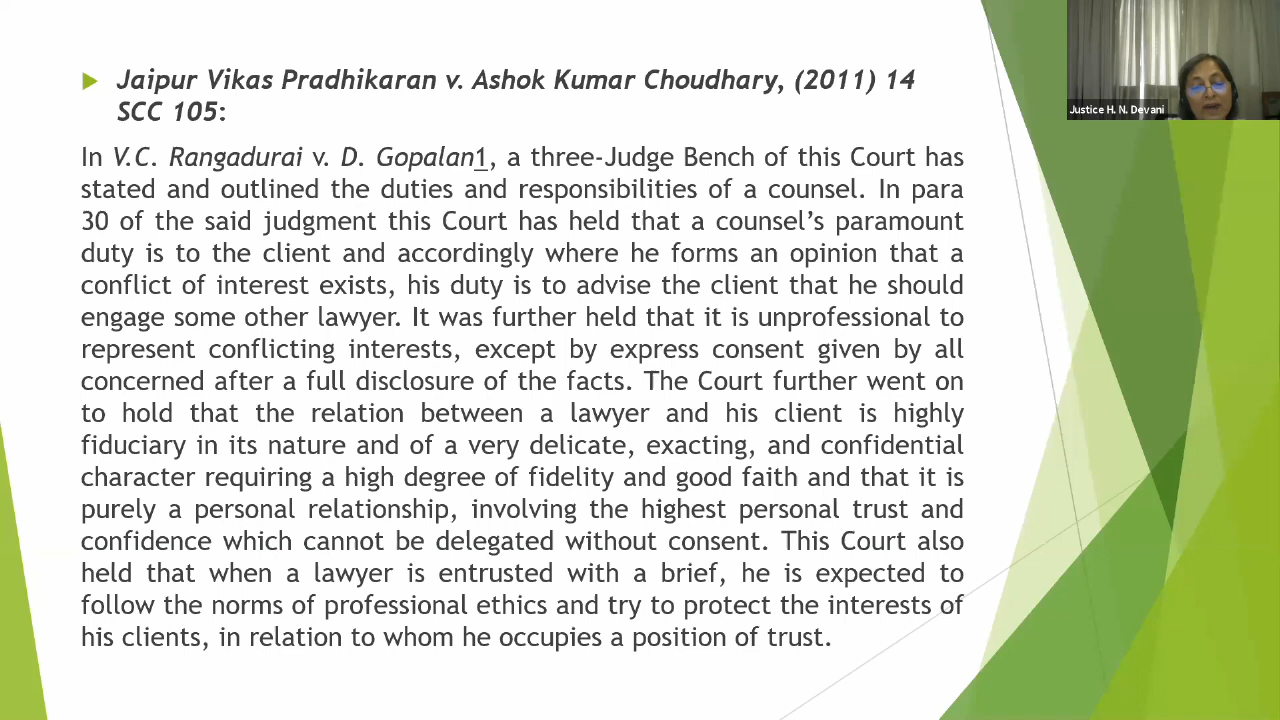 Jaipur Vikas Pradhikaran v. Ashok Kumar Choudhary, (2011) 14
SCC 105:
In V.C. Rangadurai v. D. Gopalan1, a three-Judge Bench of this Court has
stated and outlined the duties and responsibilities of a counsel. In para
30 of the said judgment this Court has held that a counsel’s paramount
duty is to the client and accordingly where he forms an opinion that a
conflict of interest exists, his duty is to advise the client that he should
engage some other lawyer. It was further held that it is unprofessional to
represent conflicting interests, except by express consent given by all
concerned after a full disclosure of the facts. The Court further went on
to hold that the relation between a lawyer and his client is highly
fiduciary in its nature and of a very delicate, exacting, and confidential
character requiring a high degree of fidelity and good faith and that it is
purely a personal relationship, involving the highest personal trust and
confidence which cannot be delegated without consent. This Court also
held that when a lawyer is entrusted with a brief, he is expected to
follow the norms of professional ethics and try to protect the interests of
his clients, in relation to whom he occupies a position of trust.
Justice H. N. Devani